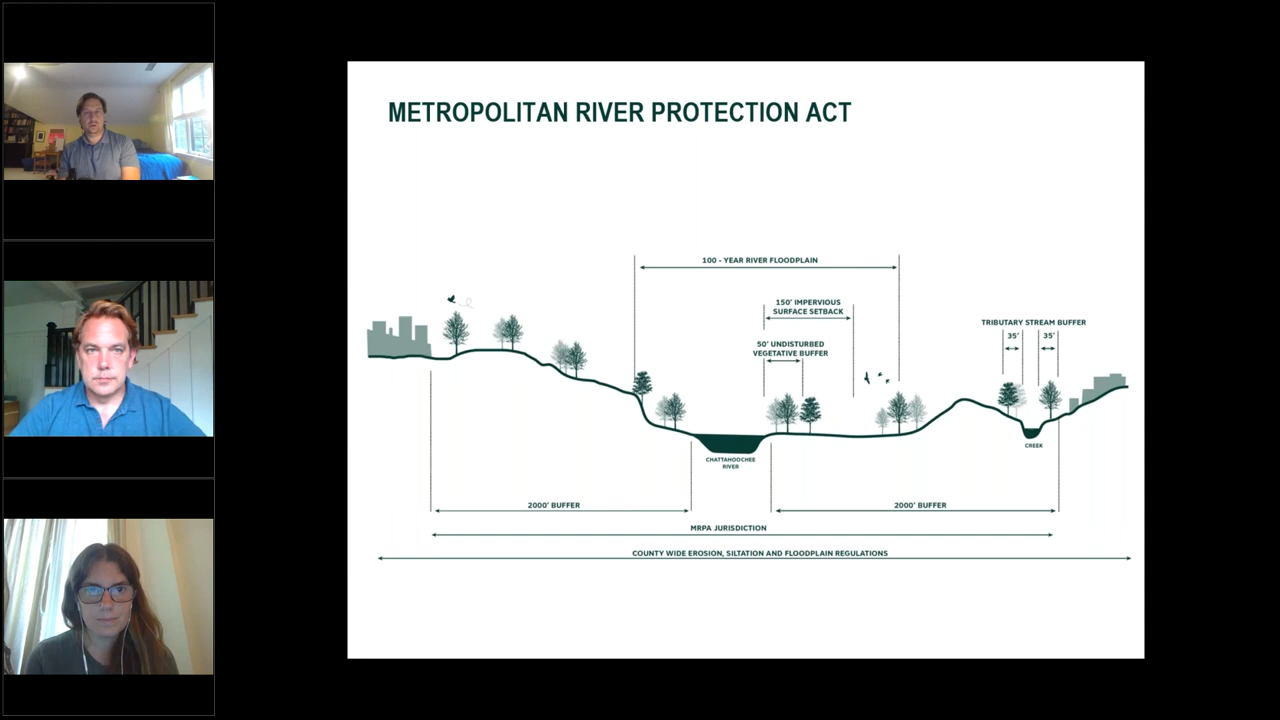 METROPOLITAN RIVER PROTECTION ACT
100 - YEAR RIVER FLOODPLAIN
150' IMPERVIOUS
SURFACE SETBACK
TRIBUTARY STREAM BUFFER
35' 35'
50' UNDISTURBED
VEGETATIVE BUFFER
CREEK
CHATTAHOOCHEE
RIVER
2000' BUFFER 2000' BUFFER
MRPA JURISDICTION
COUNTY WIDE EROSION, SILTATION AND FLOODPLAIN REGULATIONS